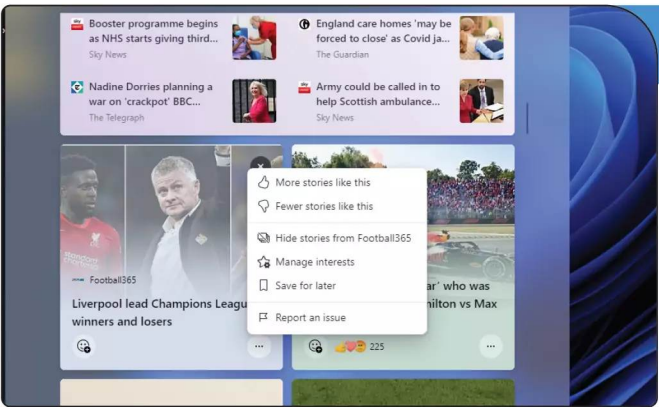 Booster programme begins
as NHS starts giving third...
Sky News
England care homes 'may be
forced to close' as Covid ja...
The Guardian
Nadine Dorries planning a
war on 'crackpot' BBC...
The Telegraph
Army could be called in to
help Scottish ambulance...
Sky News
More stories like this
Fewer stories like this
Hide stories from Football365
Manage interests
Save for later
Report an issue
Football365
Liverpool lead Champions Leagu
winners and losers
ar' who was
nilton vs Max
225